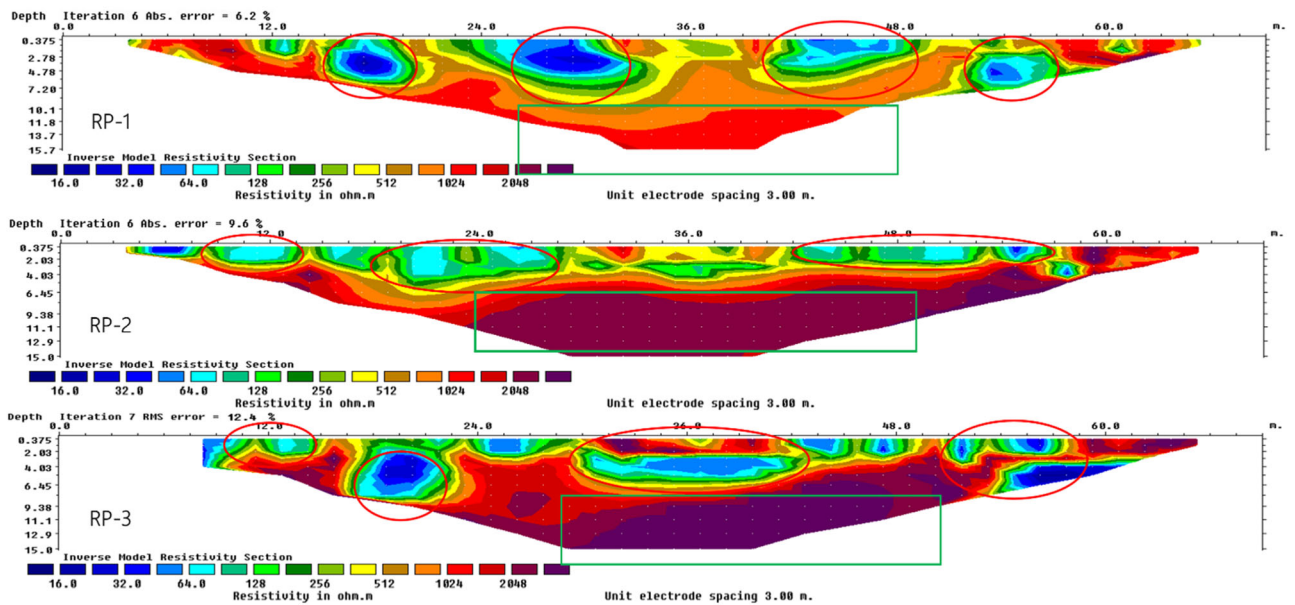 Depth Iteration 6 Abs. error = 6.2 %
0.0 12.0 24.0 36.0 48.0 60.0 m.
0.375
2.78
4.78
7.20
10.1
11.8
13.7
15.7
RP-1
Inverse Model Resistivity Section
16.0 32.0 64.0 128 256 512 1024 2048
Resistivity in ohm.m Unit electrode spacing 3.00 m.
Depth Iteration 6 Abs. error = 9.6 %
0.0 12.0 24.0 36.0 48.0 60.0 m.
0.375
2.03
4.03
6.45
9.38
11.1
12.9
15.0
RP-2
Inverse Model Resistivity Section
16.0 32.0 64.0 128 256 512 1024 2048
Resistivity in ohm.m Unit electrode spacing 3.00 m.
Depth Iteration 7 RMS error = 12.4 %
0.0 12.0 24.0 36.0 48.0 60.0 m.
0.375
2.03
4.03
6.45
9.38
11.1
12.9
15.0
RP-3
Inverse Model Resistivity Section
16.0 32.0 64.0 128 256 512 1024 2048
Resistivity in ohm.m Unit electrode spacing 3.00 m.